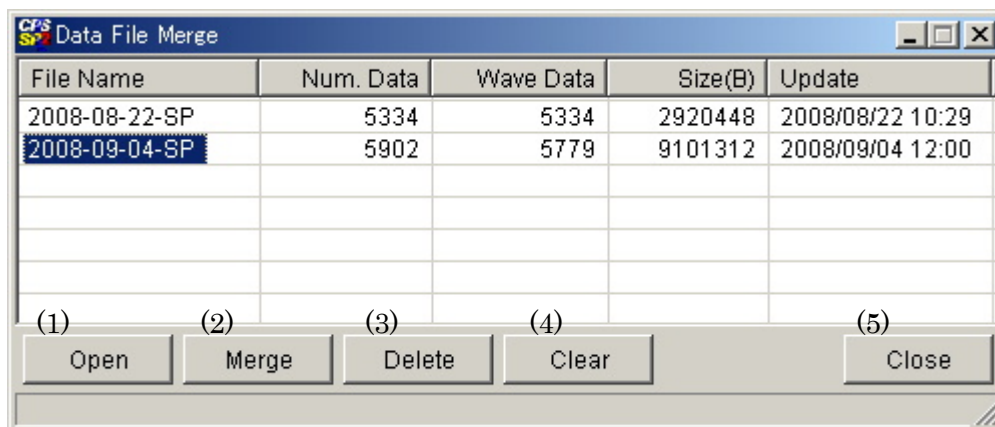 CPS SP2 Data File Merge
File Name Num. Data Wave Data Size(B) Update
2008-08-22-SP 5334 5334 2920448 2008/08/22 10:29
2008-09-04-SP 5902 5779 9101312 2008/09/04 12:00
(1) (2) (3) (4) (5)
Open Merge Delete Clear Close